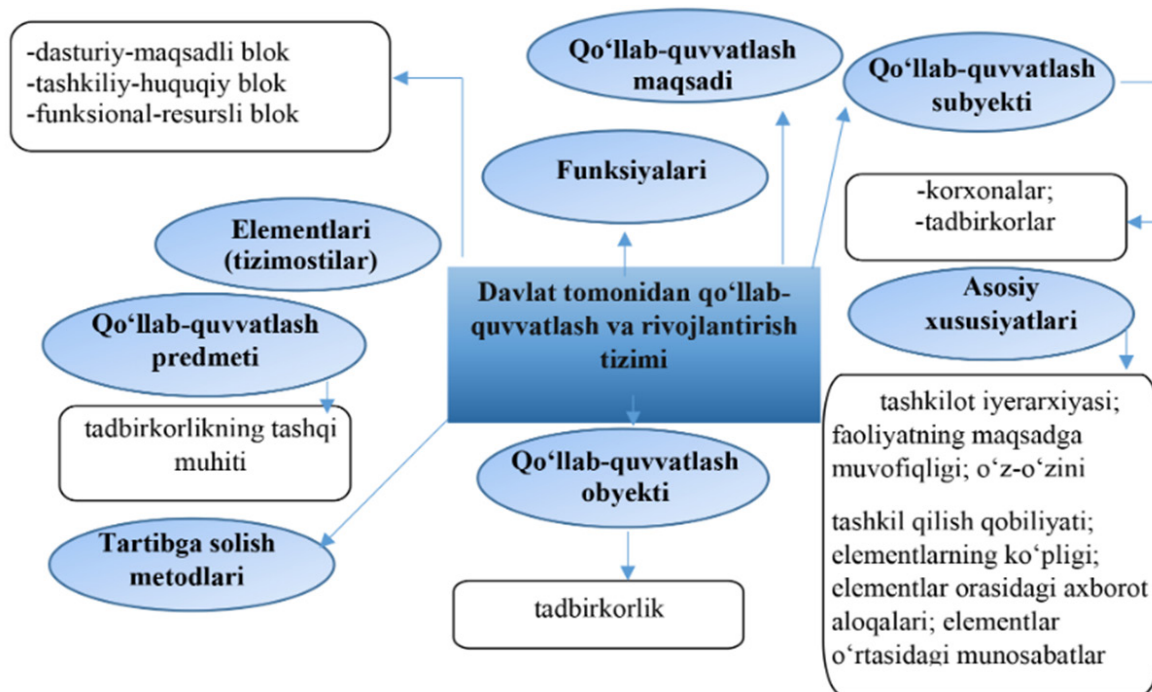 -dasturiy-maqsadli blok
-tashkiliy-huquqiy blok
-funksional-resursli blok
Qo‘llab-quvvatlash
maqsadi
Qo‘llab-quvvatlash
subyekti
Funksiyalari
-korxonalar;
-tadbirkorlar
Elementlari
(tizimostilar)
Davlat tomonidan qo‘llab-
quvvatlash va rivojlantirish
tizimi
Asosiy
xususiyatlari
Qo‘llab-quvvatlash
predmeti
tadbirkorlikning tashqi
muhiti
Qo‘llab-quvvatlash
obyekti
tashkilot iyerarxiyasi;
faoliyatning maqsadga
muvofiqligi; o‘z-o‘zini
tashkil qilish qobiliyati;
elementlarning ko‘pligi;
elementlar orasidagi axborot
aloqalari; elementlar
o‘rtasidagi munosabatlar
Tartibga solish
metodlari
tadbirkorlik